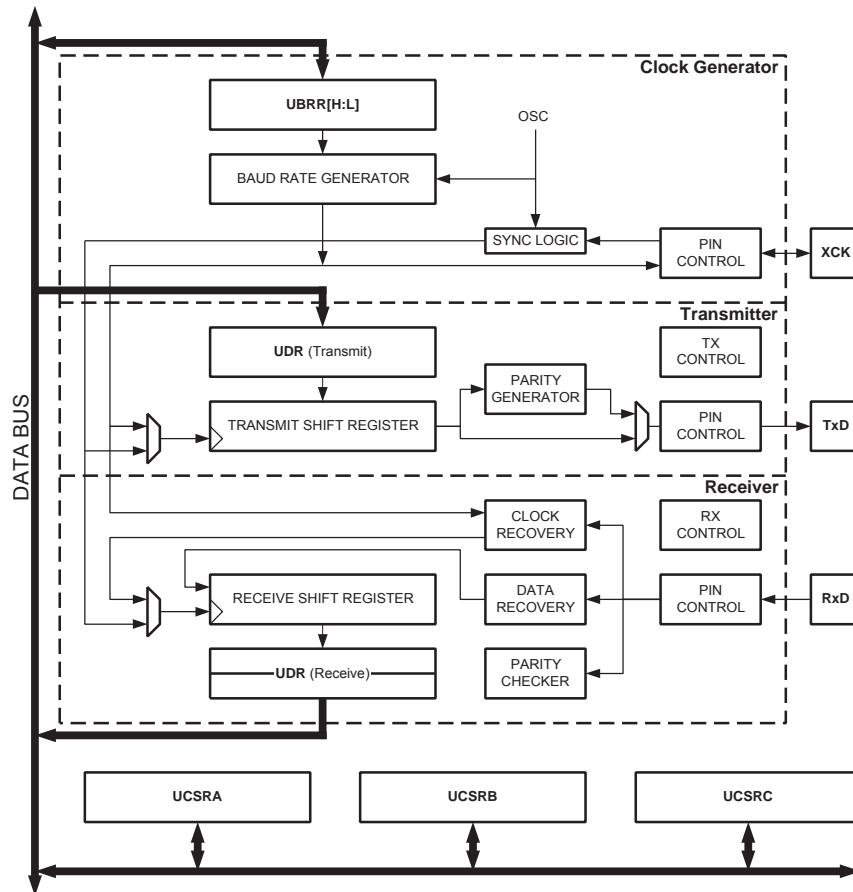 Clock Generator
UBRR[H:L]
OSC
BAUD RATE GENERATOR
SYNC LOGIC
PIN
CONTROL
XCK
Transmitter
UDR (Transmit)
TX
CONTROL
PARITY
GENERATOR
TRANSMIT SHIFT REGISTER
PIN
CONTROL
TxD
DATA BUS
Receiver
CLOCK
RECOVERY
RX
CONTROL
RECEIVE SHIFT REGISTER
DATA
RECOVERY
PIN
CONTROL
RxD
UDR (Receive)
PARITY
CHECKER
UCSRA
UCSRB
UCSRC